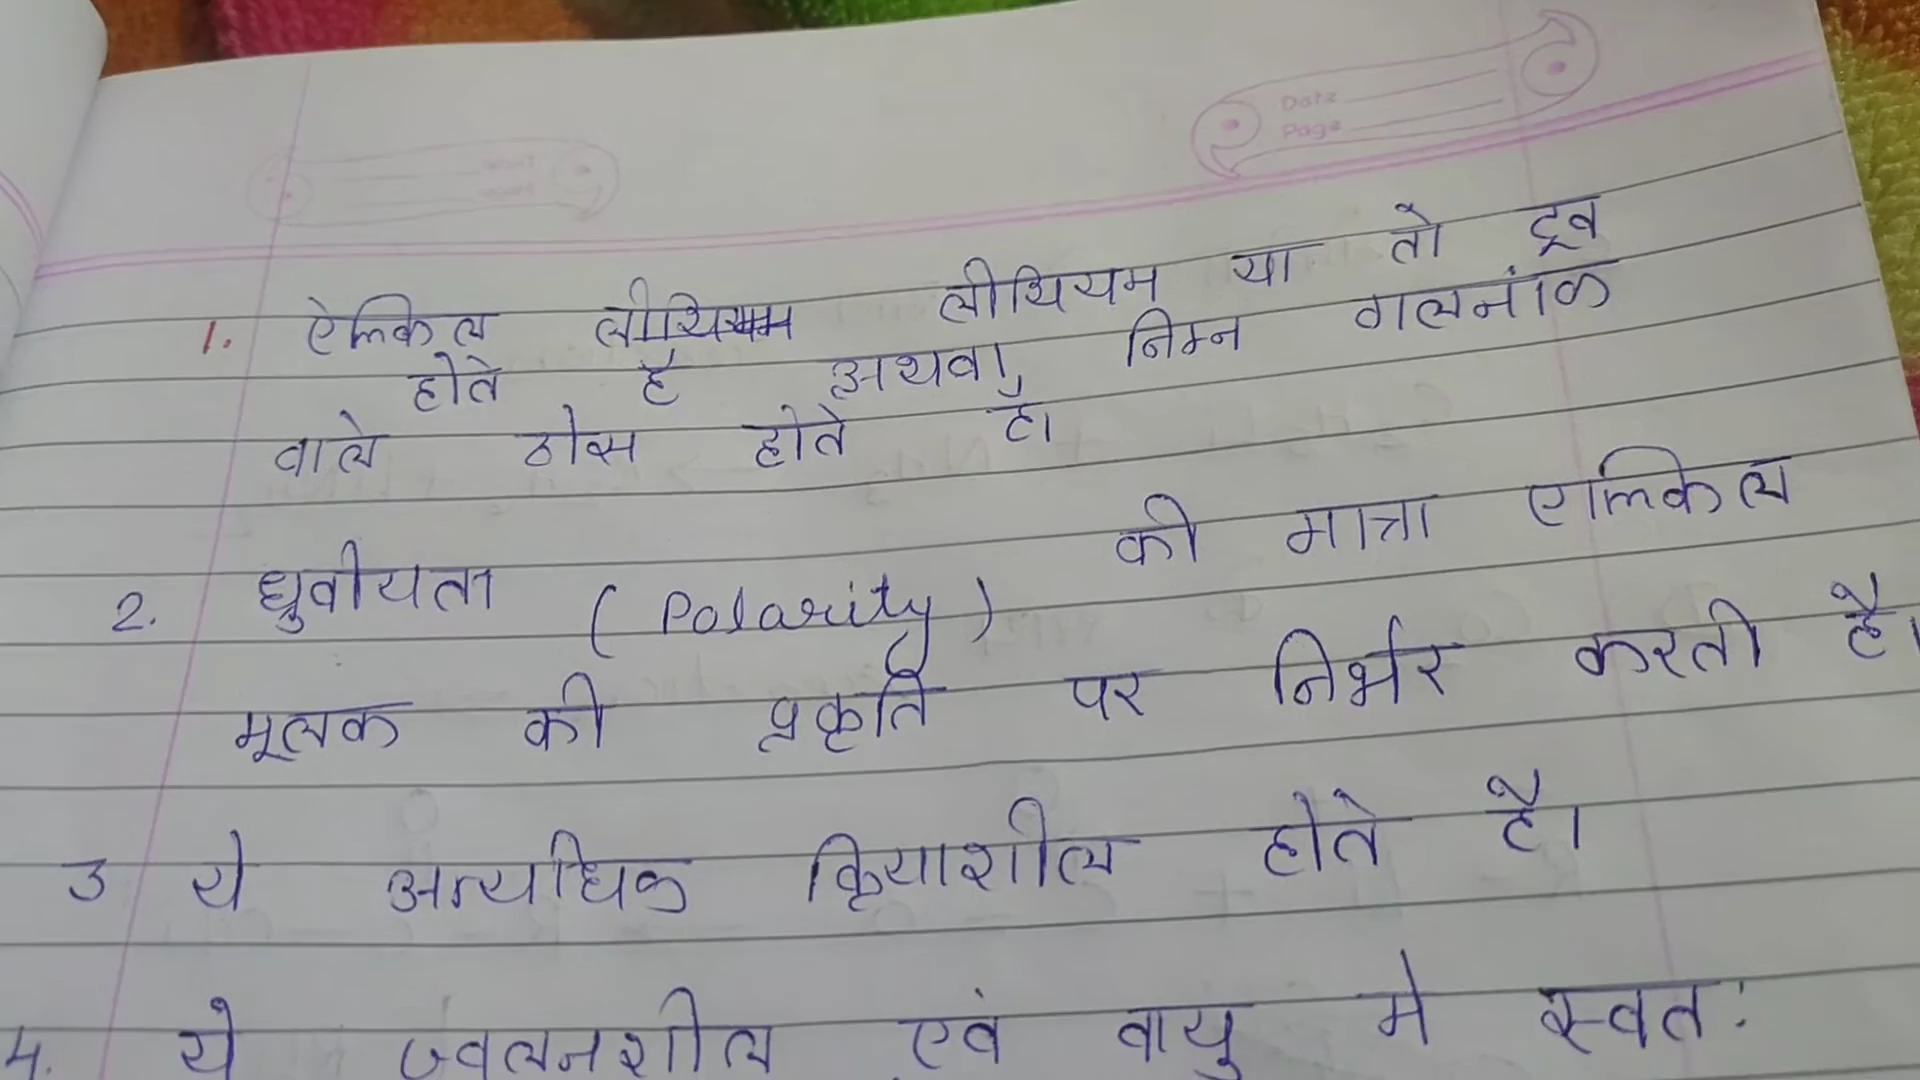 Date
Page
1. ऐल्किल लीथियम लीथियम या तो द्रव
होते है अथवा, निम्न गलनांक
वाले ठोस होते है।
2. ध्रुवीयता (Polarity) की मात्रा एल्किल
मूलक की प्रकृति पर निर्भर करती है।
3 ये अत्यधिक क्रियाशील होते है।
4. ये ज्वलनशील एवं वायु मे स्वत: